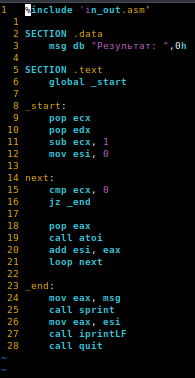 1 %include 'in_out.asm'
1
2 SECTION .data
3 msg db "Результат: ",0h
4
5 SECTION .text
6 global _start
7
8 _start:
9 pop ecx
10 pop edx
11 sub ecx, 1
12 mov esi, 0
13
14 next:
15 cmp ecx, 0
16 jz _end
17
18 pop eax
19 call atoi
20 add esi, eax
21 loop next
22
23 _end:
24 mov eax, msg
25 call sprint
26 mov eax, esi
27 call iprintLF
28 call quit
~
~